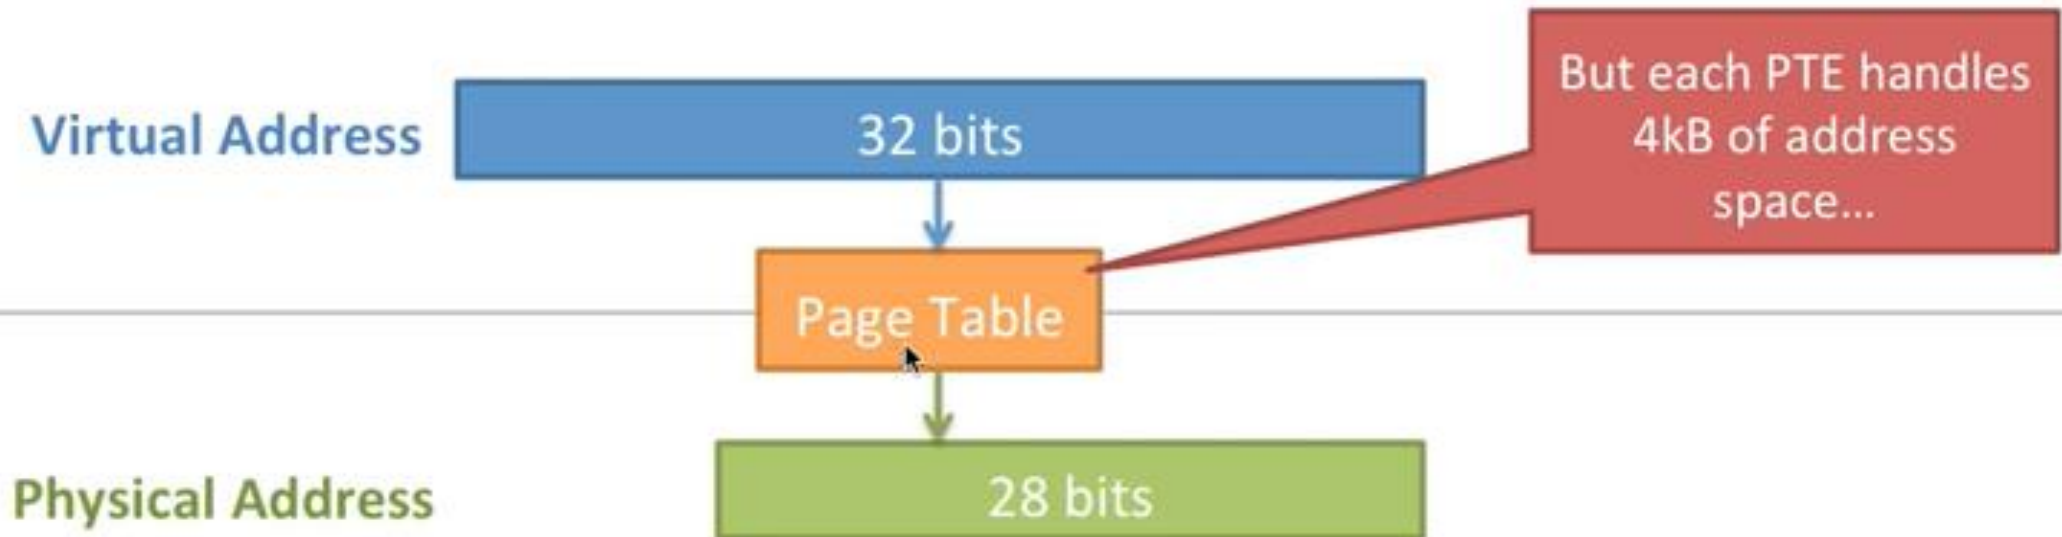 Virtual Address
32 bits
But each PTE handles
4kB of address
space...
Page Table
Physical Address
28 bits